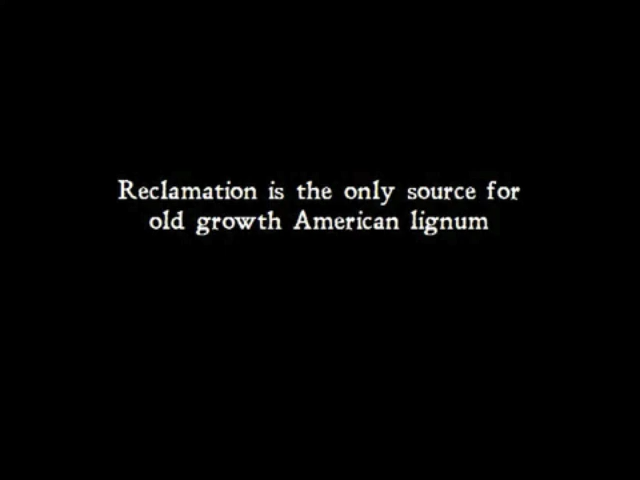 Reclamation is the only source for
old growth American lignum